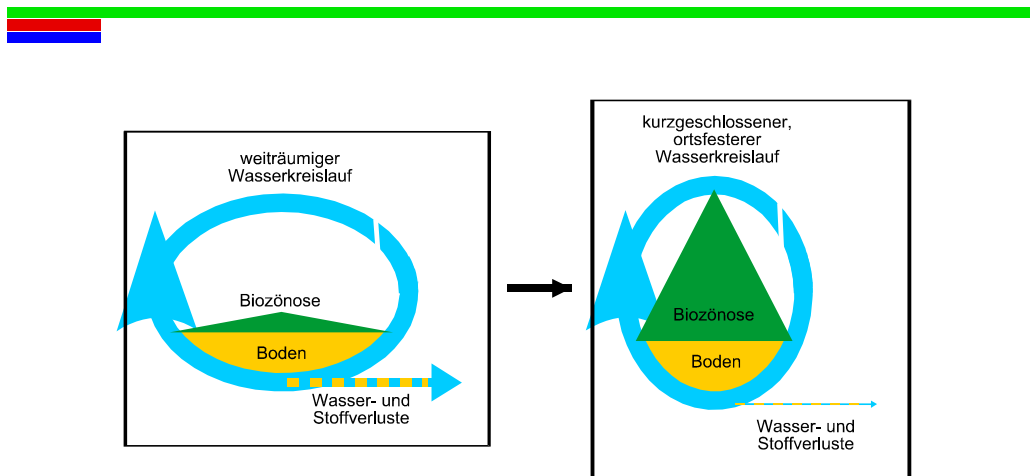 weiträumiger
Wasserkreislauf
Biozönose
Boden
Wasser- und
Stoffverluste
kurzgeschlossener,
ortsfesterer
Wasserkreislauf
Biozönose
Boden
Wasser- und
Stoffverluste